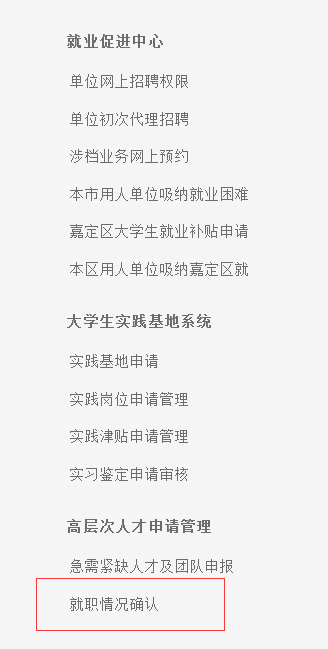 就业促进中心
单位网上招聘权限
单位初次代理招聘
涉档业务网上预约
本市用人单位吸纳就业困难
嘉定区大学生就业补贴申请
本区用人单位吸纳嘉定区就
大学生实践基地系统
实践基地申请
实践岗位申请管理
实践津贴申请管理
实习鉴定申请审核
高层次人才申请管理
急需紧缺人才及团队申报
就职情况确认